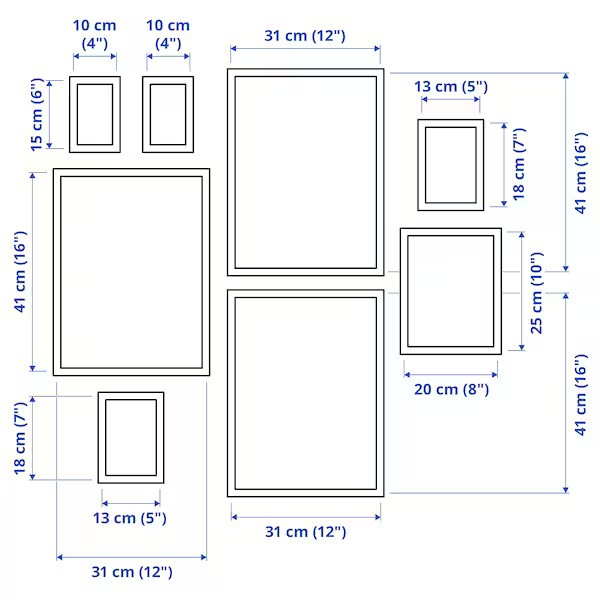 10 cm
(4")
10 cm
(4")
31 cm (12")
15 cm (6")
13 cm (5")
18 cm (7")
41 cm (16")
41 cm (16")
25 cm (10")
20 cm (8")
41 cm (16")
18 cm (7")
13 cm (5")
31 cm (12")
31 cm (12")